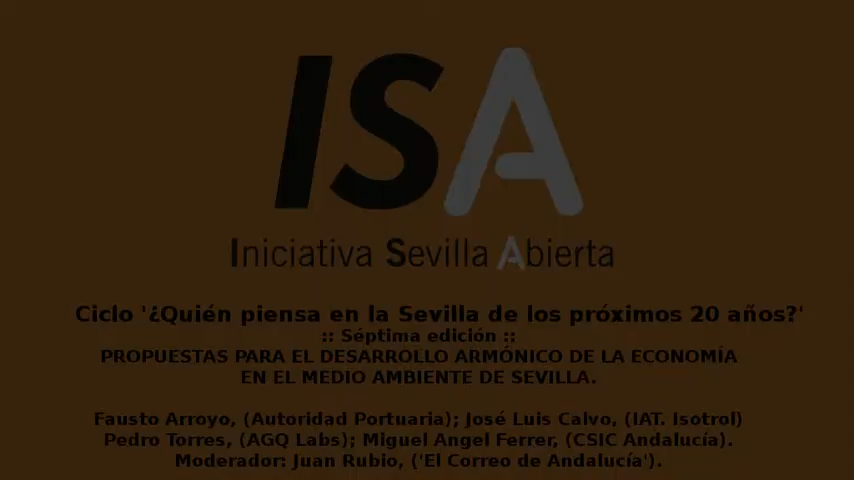 ISA
Iniciativa Sevilla Abierta
Ciclo '¿Quién piensa en la Sevilla de los próximos 20 años?'
:: Séptima edición ::
PROPUESTAS PARA EL DESARROLLO ARMÓNICO DE LA ECONOMÍA
EN EL MEDIO AMBIENTE DE SEVILLA.
Fausto Arroyo, (Autoridad Portuaria); José Luis Calvo, (IAT. Isotrol)
Pedro Torres, (AGQ Labs); Miguel Angel Ferrer, (CSIC Andalucía).
Moderador: Juan Rubio, ('El Correo de Andalucía').